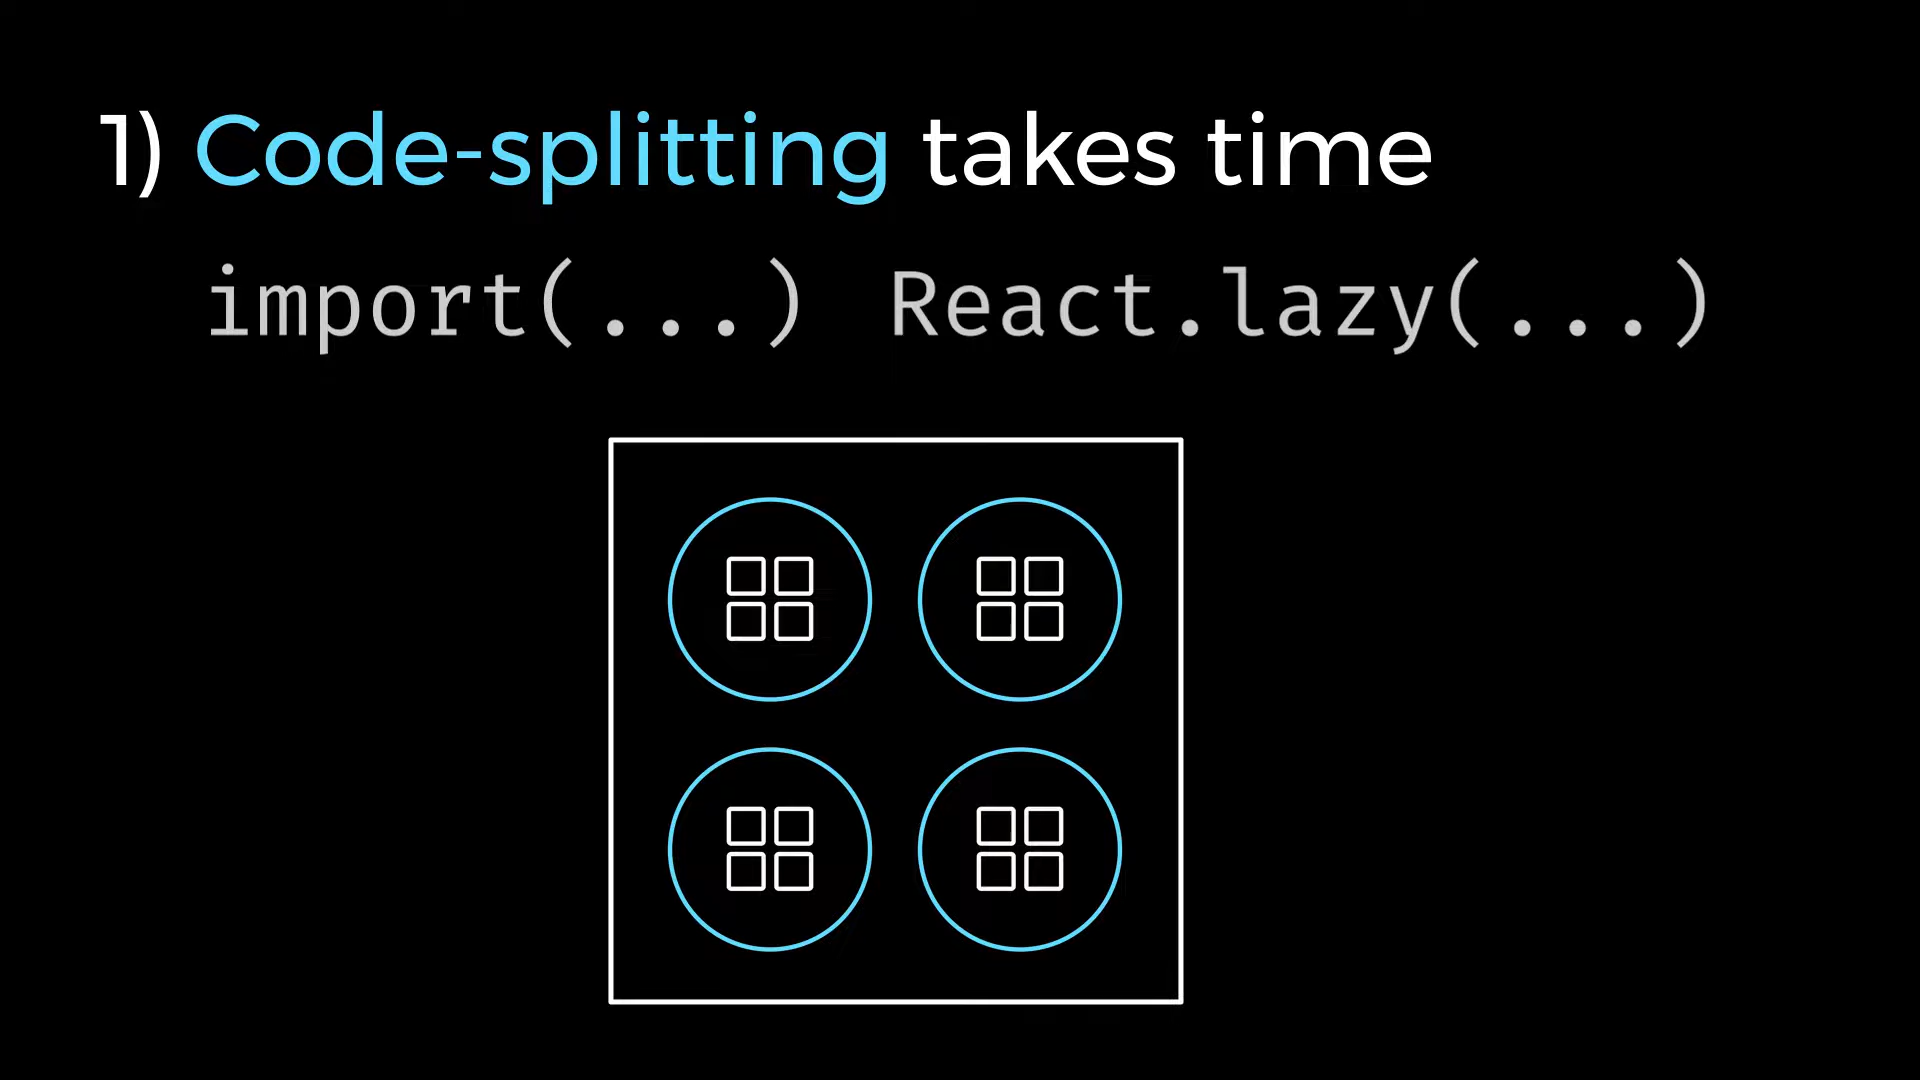 1) Code-splitting takes time
import(...) React.lazy(...)